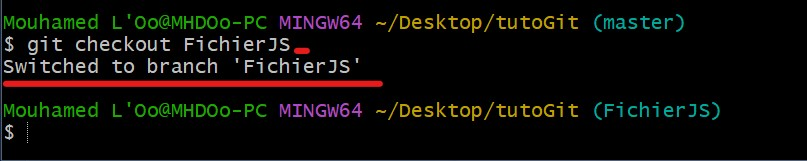 Mouhamed L'Oo@MHDOo-PC MINGW64 ~/Desktop/tutoGit (master)
$ git checkout FichierJS
Switched to branch 'FichierJS'
Mouhamed L'Oo@MHDOo-PC MINGW64 ~/Desktop/tutoGit (FichierJS)
$